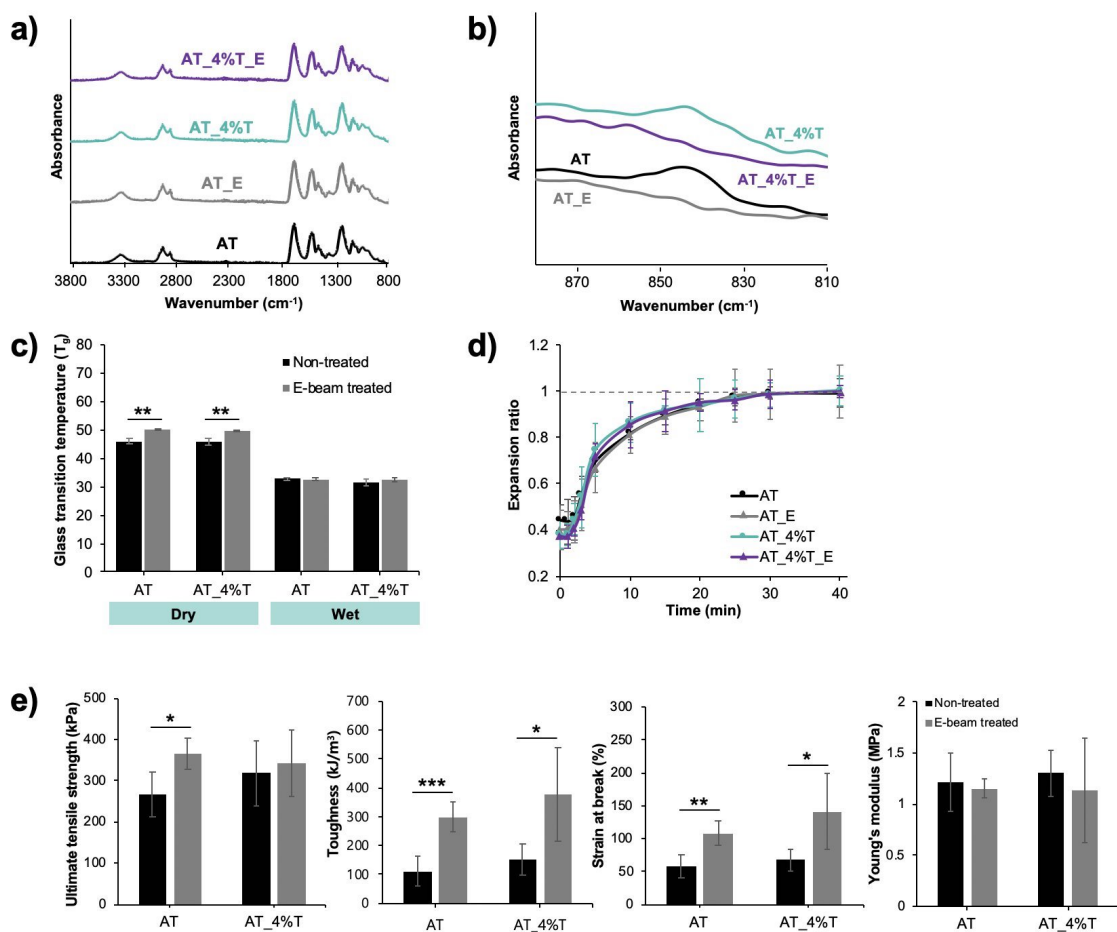 a)
AT_4%T_E
AT_4%T
AT_E
AT
Absorbance
3800 3300 2800 2300 1800 1300 800
Wavenumber (cm⁻¹)
b)
AT_4%T
AT
AT_4%T_E
AT_E
Absorbance
870 850 830 810
Wavenumber (cm⁻¹)
c)
Glass transition temperature (Tg)
80
70
60
50
40
30
20
10
0
Non-treated
E-beam treated
** **
AT AT_4%T AT AT_4%T
Dry Wet
d)
Expansion ratio
1.2
1
0.8
0.6
0.4
0.2
AT
AT_E
AT_4%T
AT_4%T_E
0 10 20 30 40
Time (min)
e)
Ultimate tensile strength (kPa)
500
400
300
200
100
0
*
AT AT_4%T
Toughness (kJ/m³)
700
600
500
400
300
200
100
0
*** *
AT AT_4%T
Strain at break (%)
300
250
200
150
100
50
0
** *
AT AT_4%T
Young's modulus (MPa)
2
1.5
1
0.5
0
Non-treated
E-beam treated
AT AT_4%T